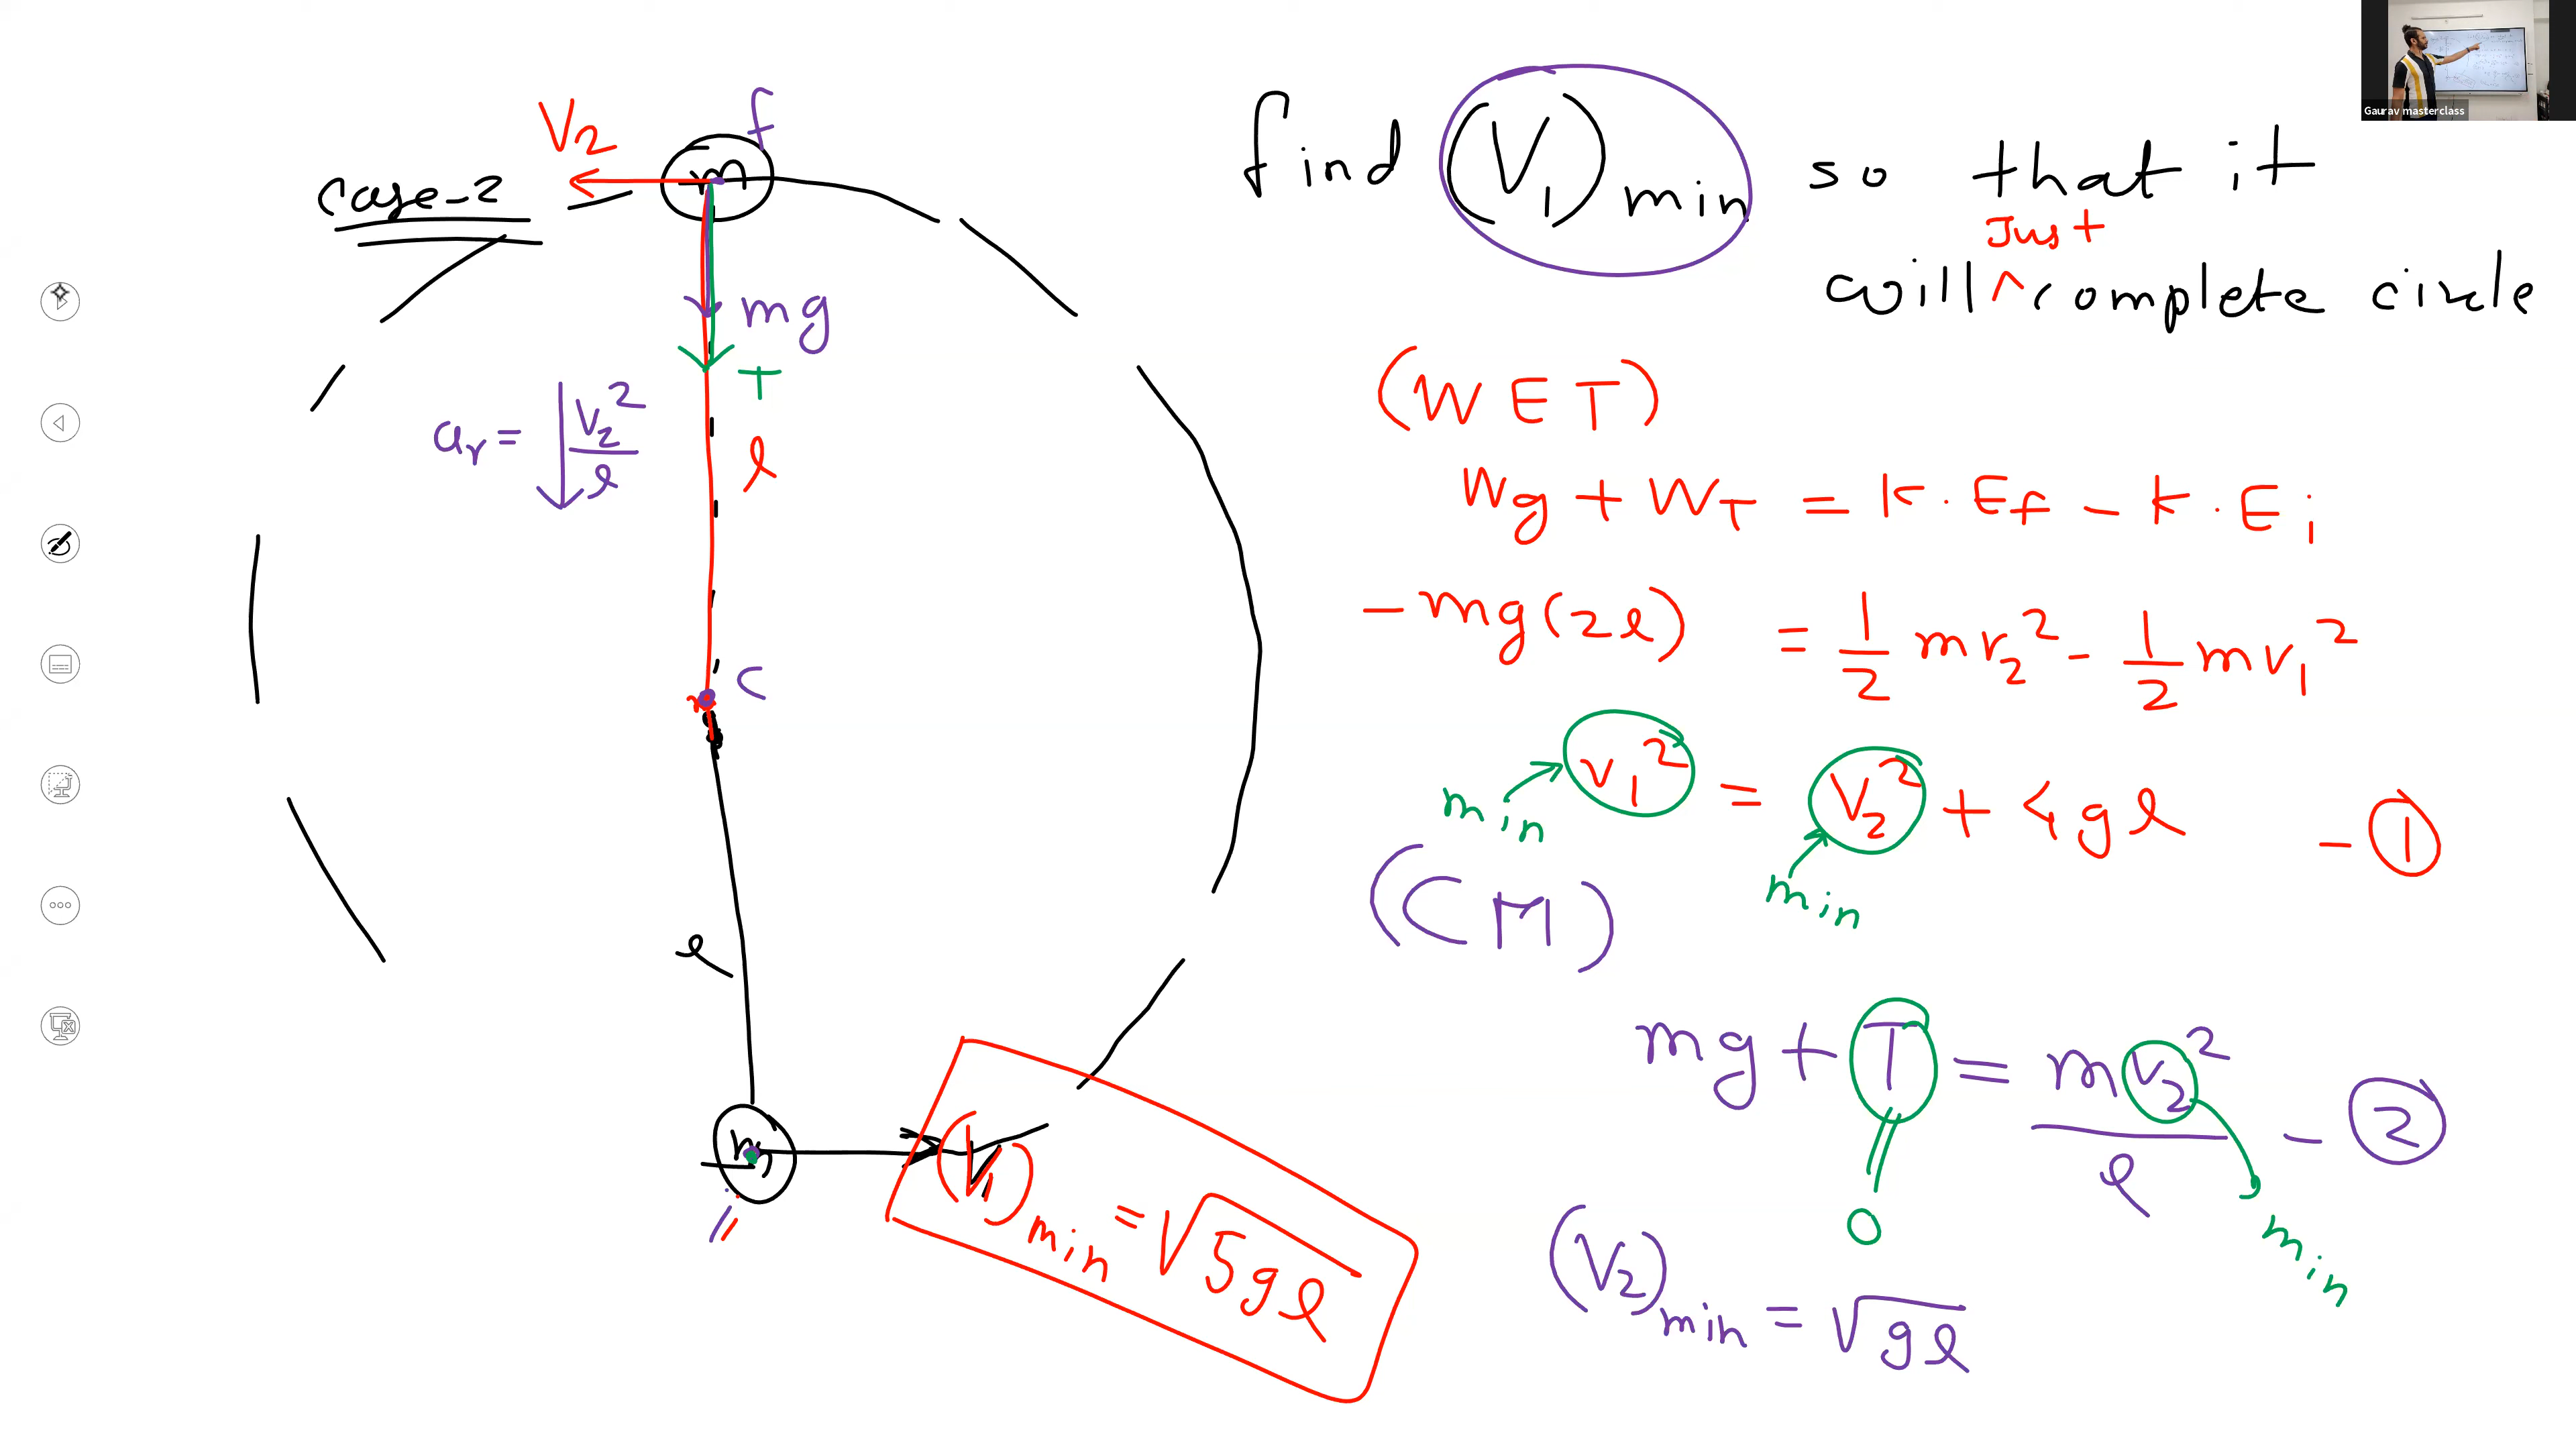 case-2
V₂
f
m
mg
T
aᵣ = V₂²/l
l
C
l
m
i i
(V₁)min = √5gl
find (V₁)min so that it
Just
will ^ complete circle
(WET)
Wg + WT = K.Ef - K.Ei
-mg(2l) = 1/2 mv₂² - 1/2 mv₁²
min v₁² = V₂² + 4gl - ①
min
(CM)
mg + T = mv₂²/l - ②
0
min
(V₂)min = √gl
Gaurav masterclass